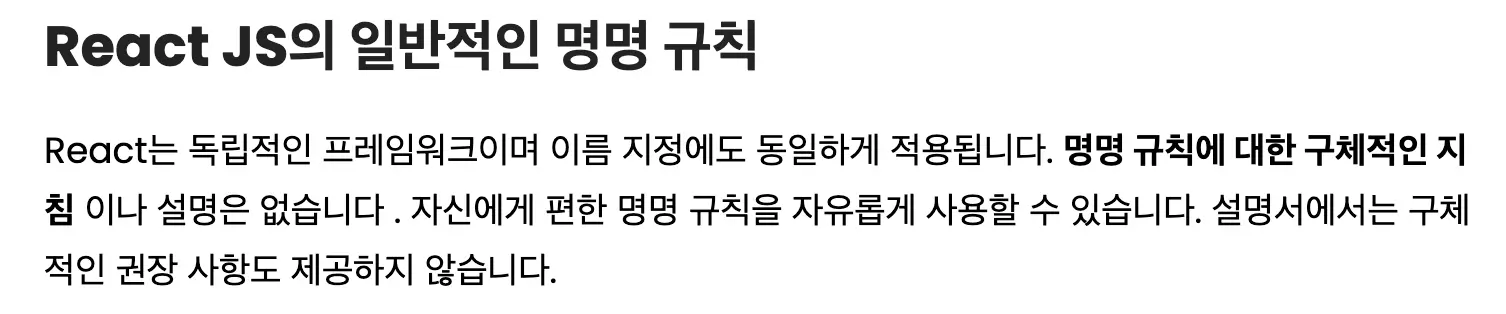 React JS의 일반적인 명명 규칙
React는 독립적인 프레임워크이며 이름 지정에도 동일하게 적용됩니다. 명명 규칙에 대한 구체적인 지
침 이나 설명은 없습니다 . 자신에게 편한 명명 규칙을 자유롭게 사용할 수 있습니다. 설명서에서는 구체
적인 권장 사항도 제공하지 않습니다.